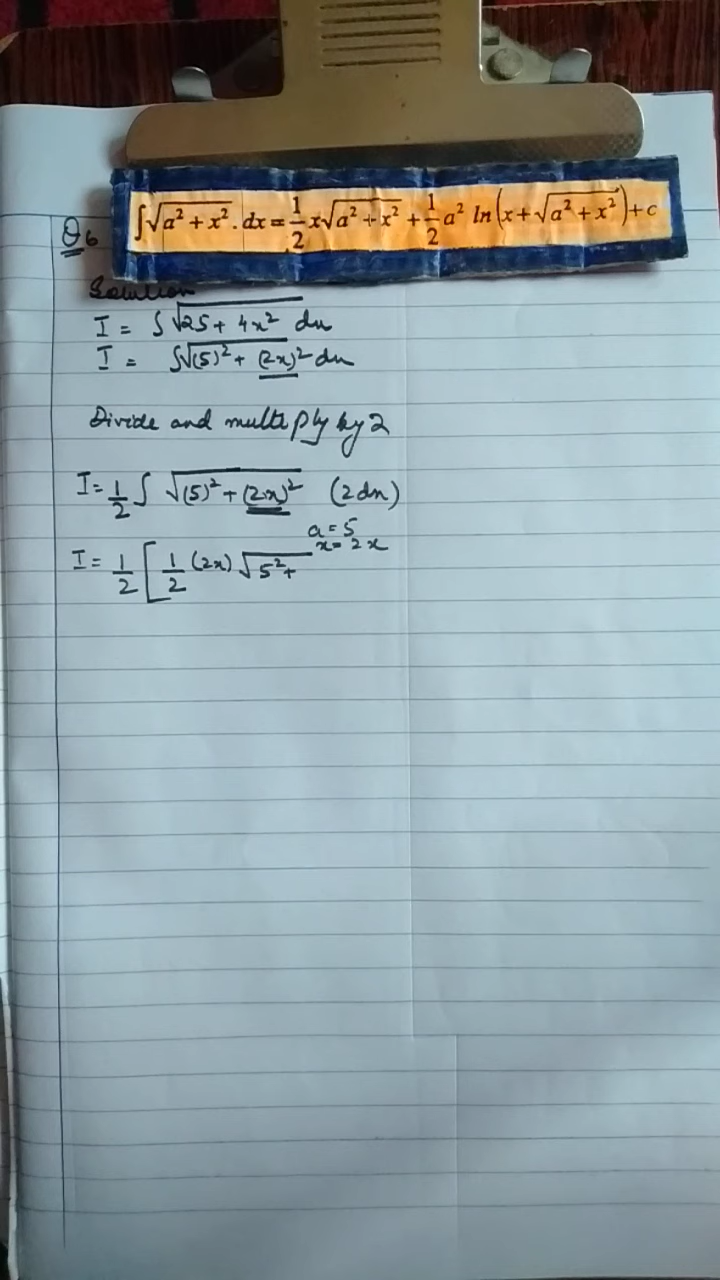 ∫√(a² + x²) . dx = 1/2 x√(a² + x²) + 1/2 a² ln(x + √(a² + x²)) + c
Q6
Solution
I = ∫√(25 + 4x²) dx
I = ∫√((5)² + (2x)²) dx
Divide and multiply by 2
I = 1/2 ∫ √((5)² + (2x)²) (2dx)
a = 5
x = 2x
I = 1/2 [1/2 (2x) √(5² +